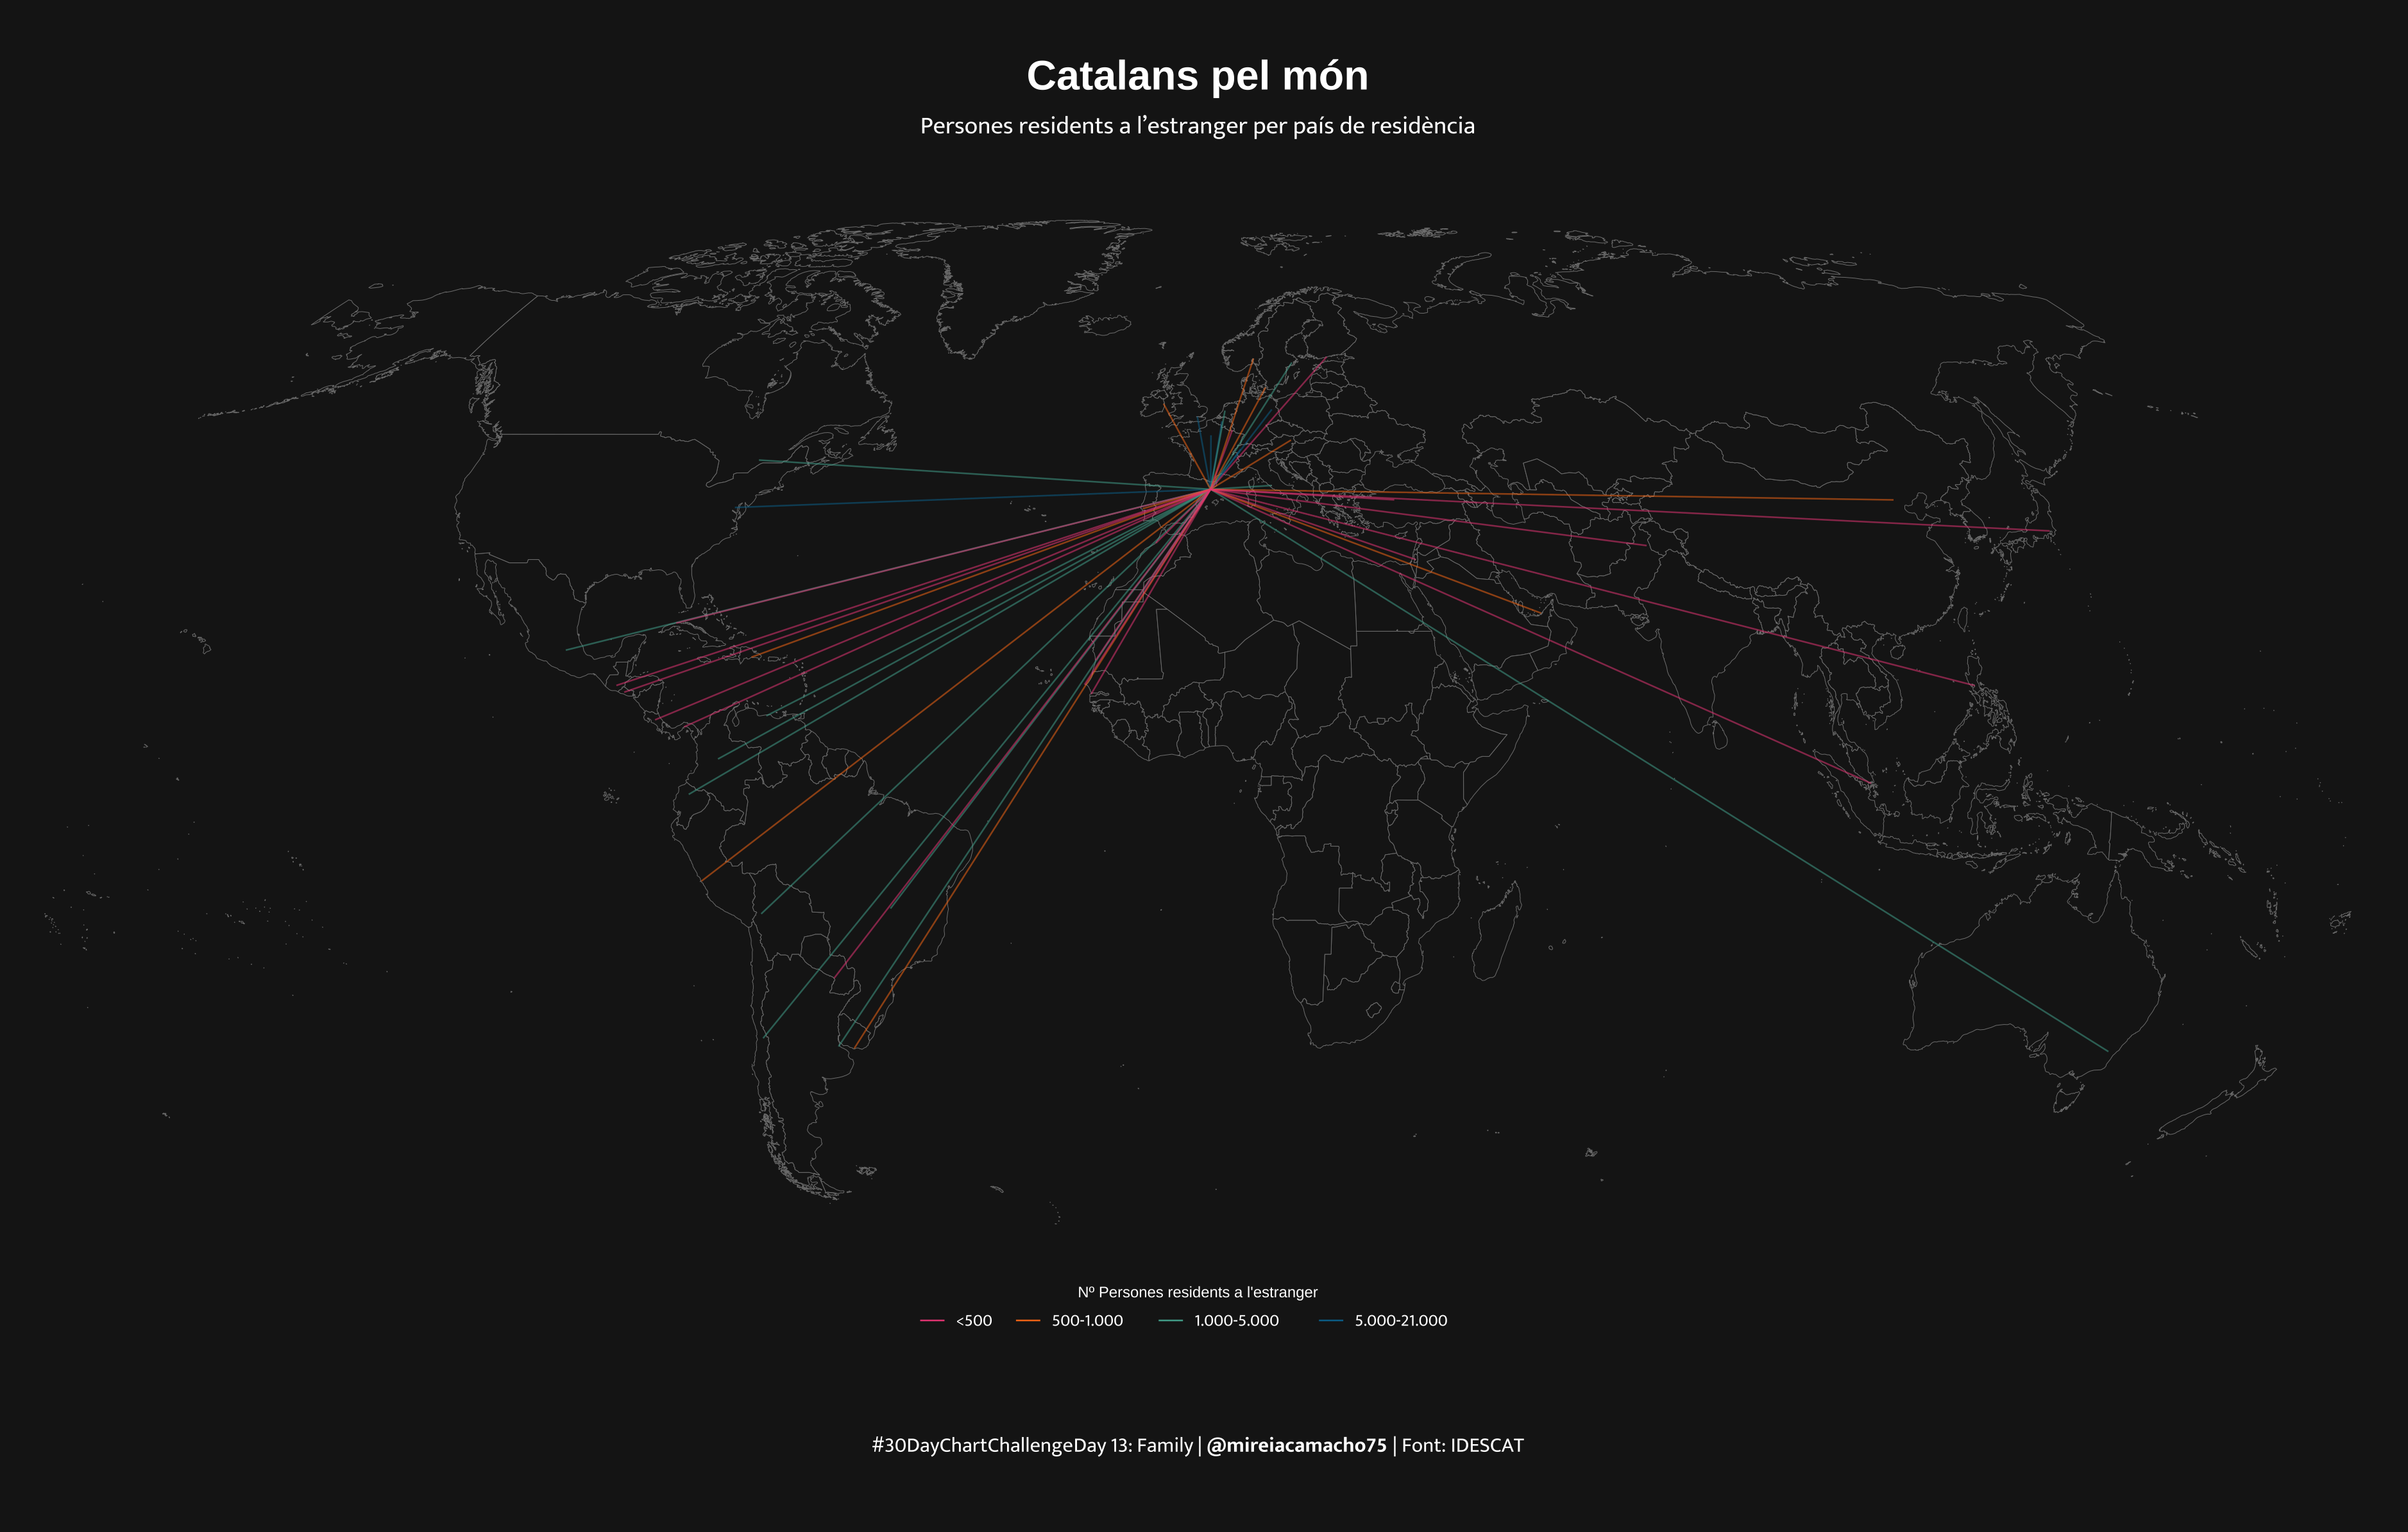 Catalans pel món
Persones residents a l’estranger per país de residència
Nº Persones residents a l'estranger
<500 500-1.000 1.000-5.000 5.000-21.000
#30DayChartChallengeDay 13: Family | @mireiacamacho75 | Font: IDESCAT